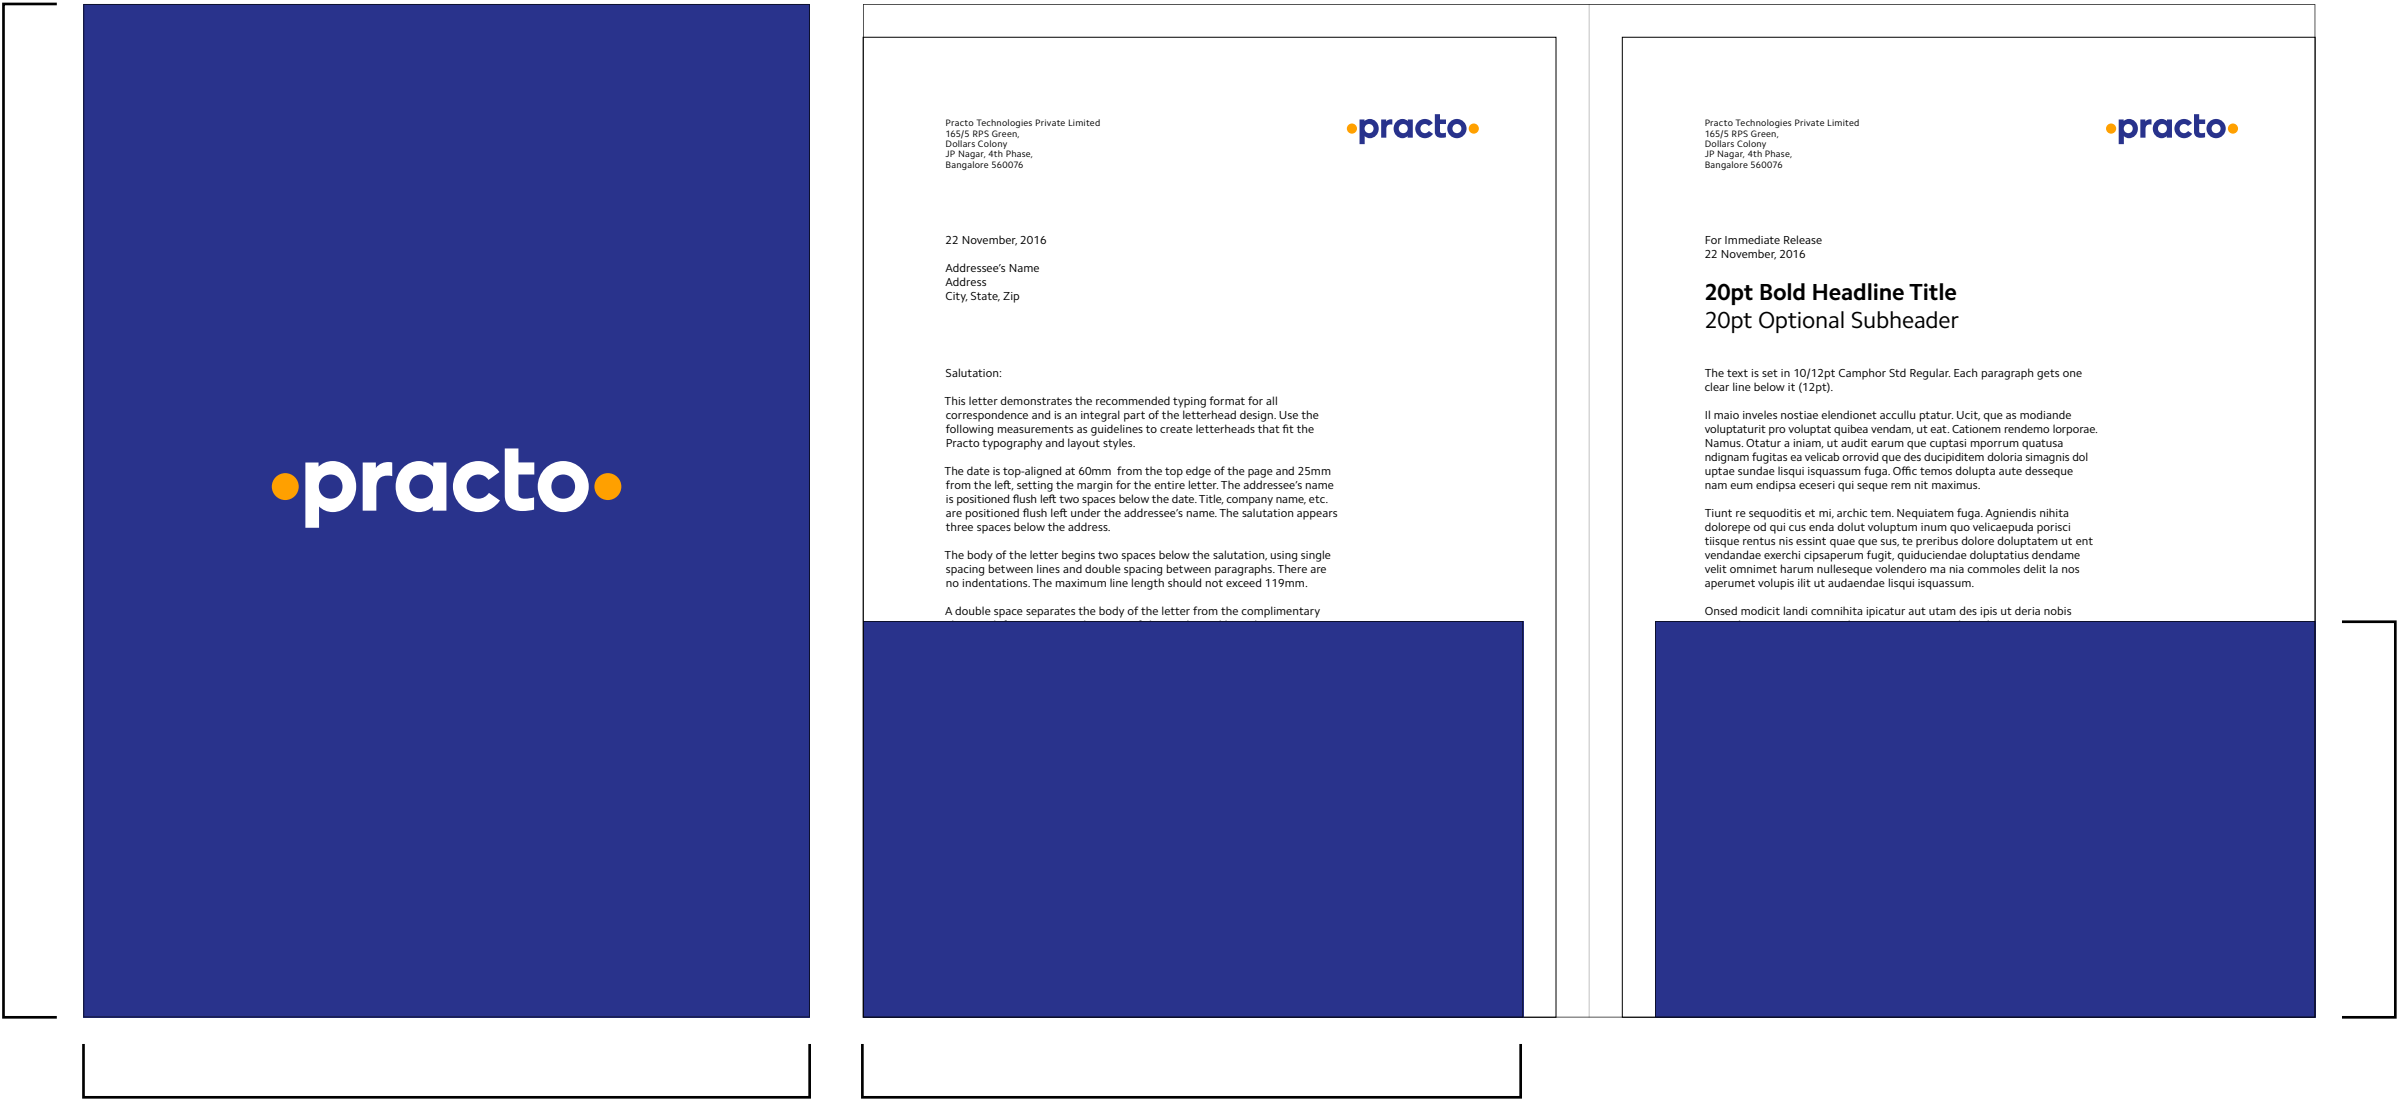 practo
Practo Technologies Private Limited
165/5 RPS Green,
Dollars Colony
JP Nagar, 4th Phase,
Bangalore 560076
practo
22 November, 2016
Addressee's Name
Address
City, State, Zip
Salutation:
This letter demonstrates the recommended typing format for all
correspondence and is an integral part of the letterhead design. Use the
following measurements as guidelines to create letterheads that fit the
Practo typography and layout styles.
The date is top-aligned at 60mm  from the top edge of the page and 25mm
from the left, setting the margin for the entire letter. The addressee's name
is positioned flush left two spaces below the date. Title, company name, etc.
are positioned flush left under the addressee's name. The salutation appears
three spaces below the address.
The body of the letter begins two spaces below the salutation, using single
spacing between lines and double spacing between paragraphs. There are
no indentations. The maximum line length should not exceed 119mm.
A double space separates the body of the letter from the complimentary
Practo Technologies Private Limited
165/5 RPS Green,
Dollars Colony
JP Nagar, 4th Phase,
Bangalore 560076
practo
For Immediate Release
22 November, 2016
20pt Bold Headline Title
20pt Optional Subheader
The text is set in 10/12pt Camphor Std Regular. Each paragraph gets one
clear line below it (12pt).
Il maio inveles nostiae elendionet accullu ptatur. Ucit, que as modiande
voluptaturit pro voluptat quibea vendam, ut eat. Cationem rendemo lorporae.
Namus. Otatur a iniam, ut audit earum que cuptasi mporrum quatusa
ndignam fugitas ea velicab orrovid que des ducipiditem doloria simagnis dol
uptae sundae lisqui isquassum fuga. Offic temos dolupta aute desseque
nam eum endipsa eceseri qui seque rem nit maximus.
Tiunt re sequoditis et mi, archic tem. Nequiatem fuga. Agniendis nihita
dolorepe od qui cus enda dolut voluptum inum quo velicaepuda porisci
tiisque rentus nis essint quae que sus, te preribus dolore doluptatem ut ent
vendandae exerchi cipsaperum fugit, quiduciendae doluptatius dendame
velit omnimet harum nulleseque volendero ma nia commoles delit la nos
aperumet volupis ilit ut audaendae lisqui isquassum.
Onsed modicit landi comnihita ipicatur aut utam des ipis ut deria nobis